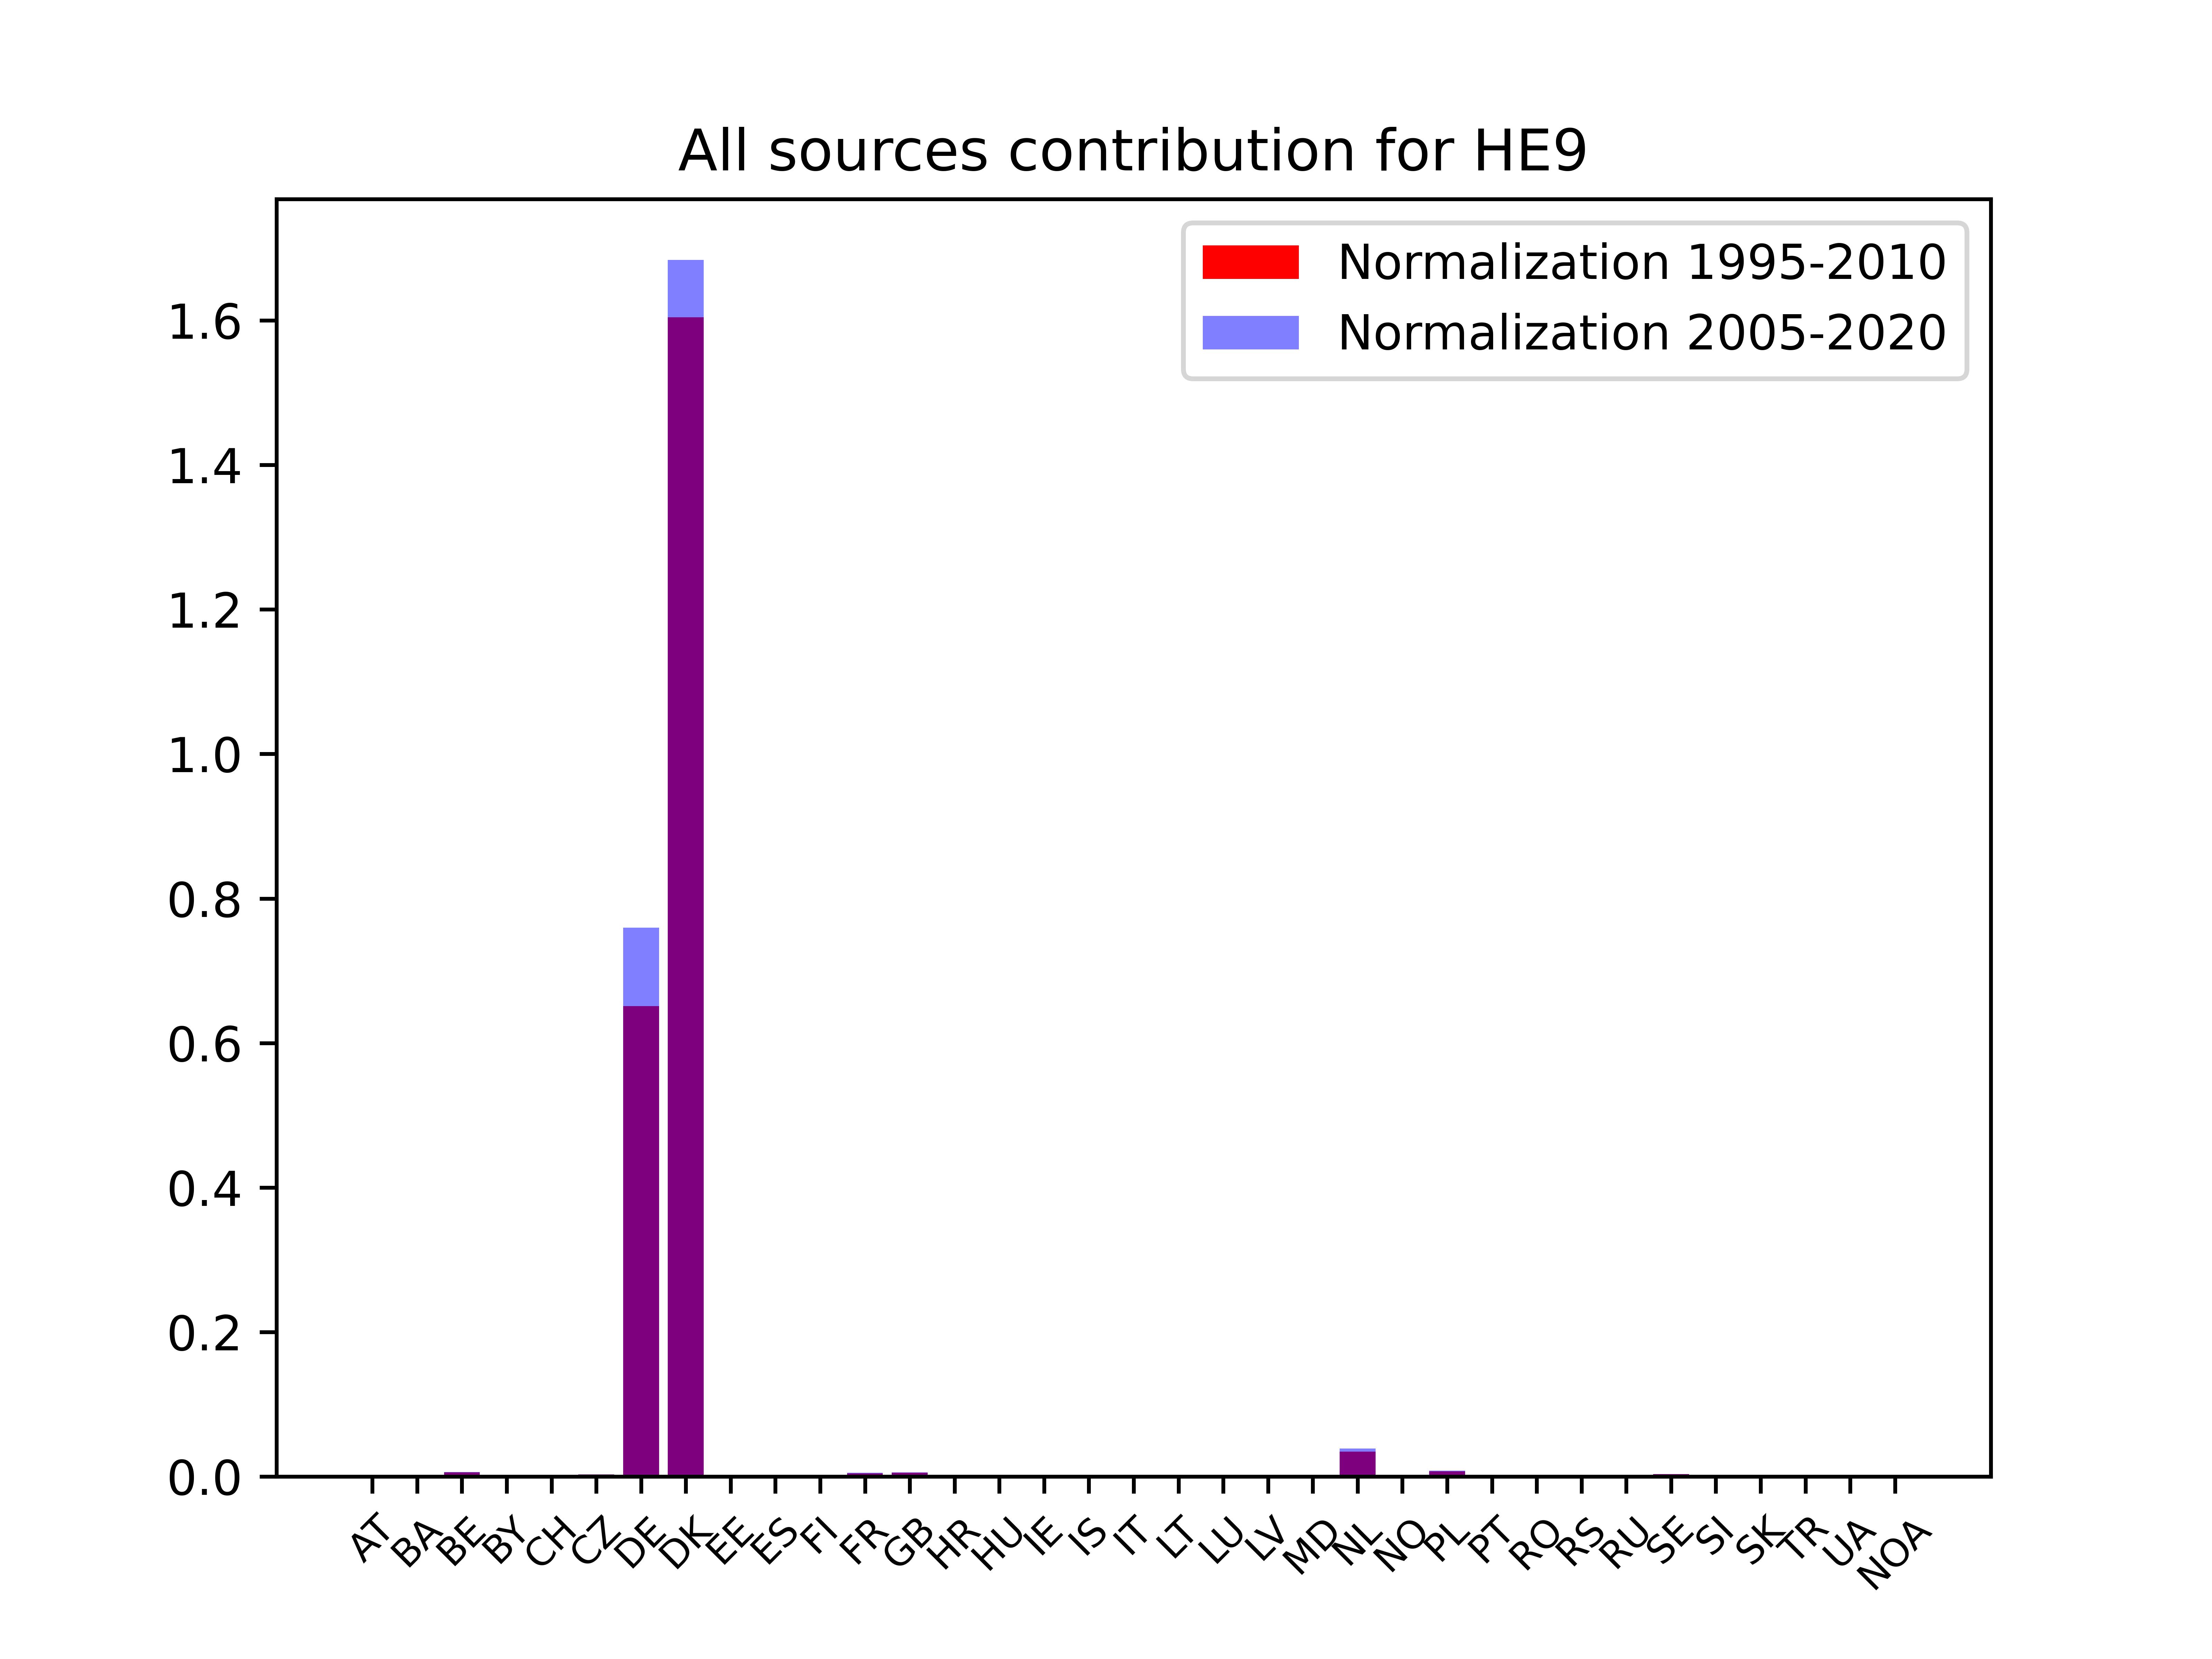 All sources contribution for HE9
Normalization 1995-2010
Normalization 2005-2020
1.6
1.4
1.2
1.0
0.8
0.6
0.4
0.2
0.0
AT BA BE BY CH CZ DE DK EE ES FI FR GB HR HU IE IS IT LT LU LV MD NL NO PL PT RO RS RU SE SI SK TR UA NOA